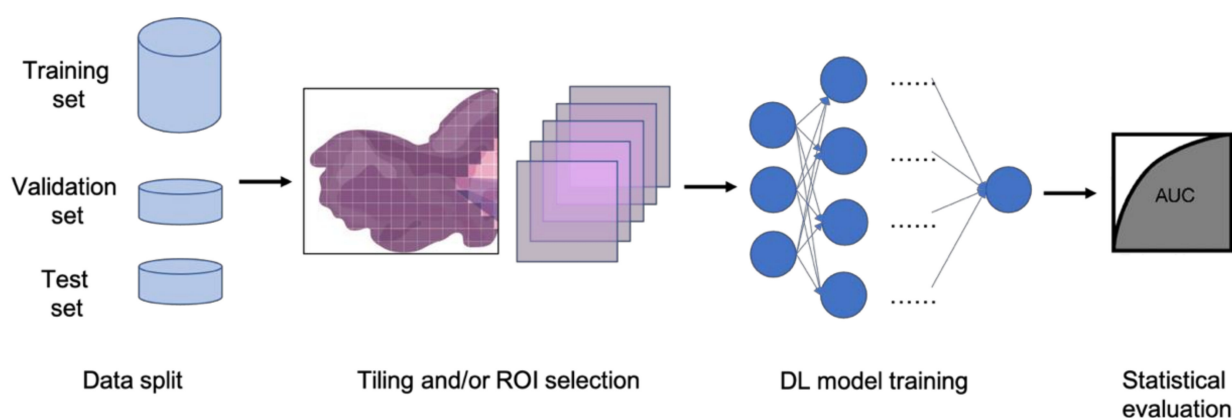 Training
set
Validation
set
Test
set
......
......
......
......
AUC
Data split
Tiling and/or ROI selection
DL model training
Statistical
evaluation